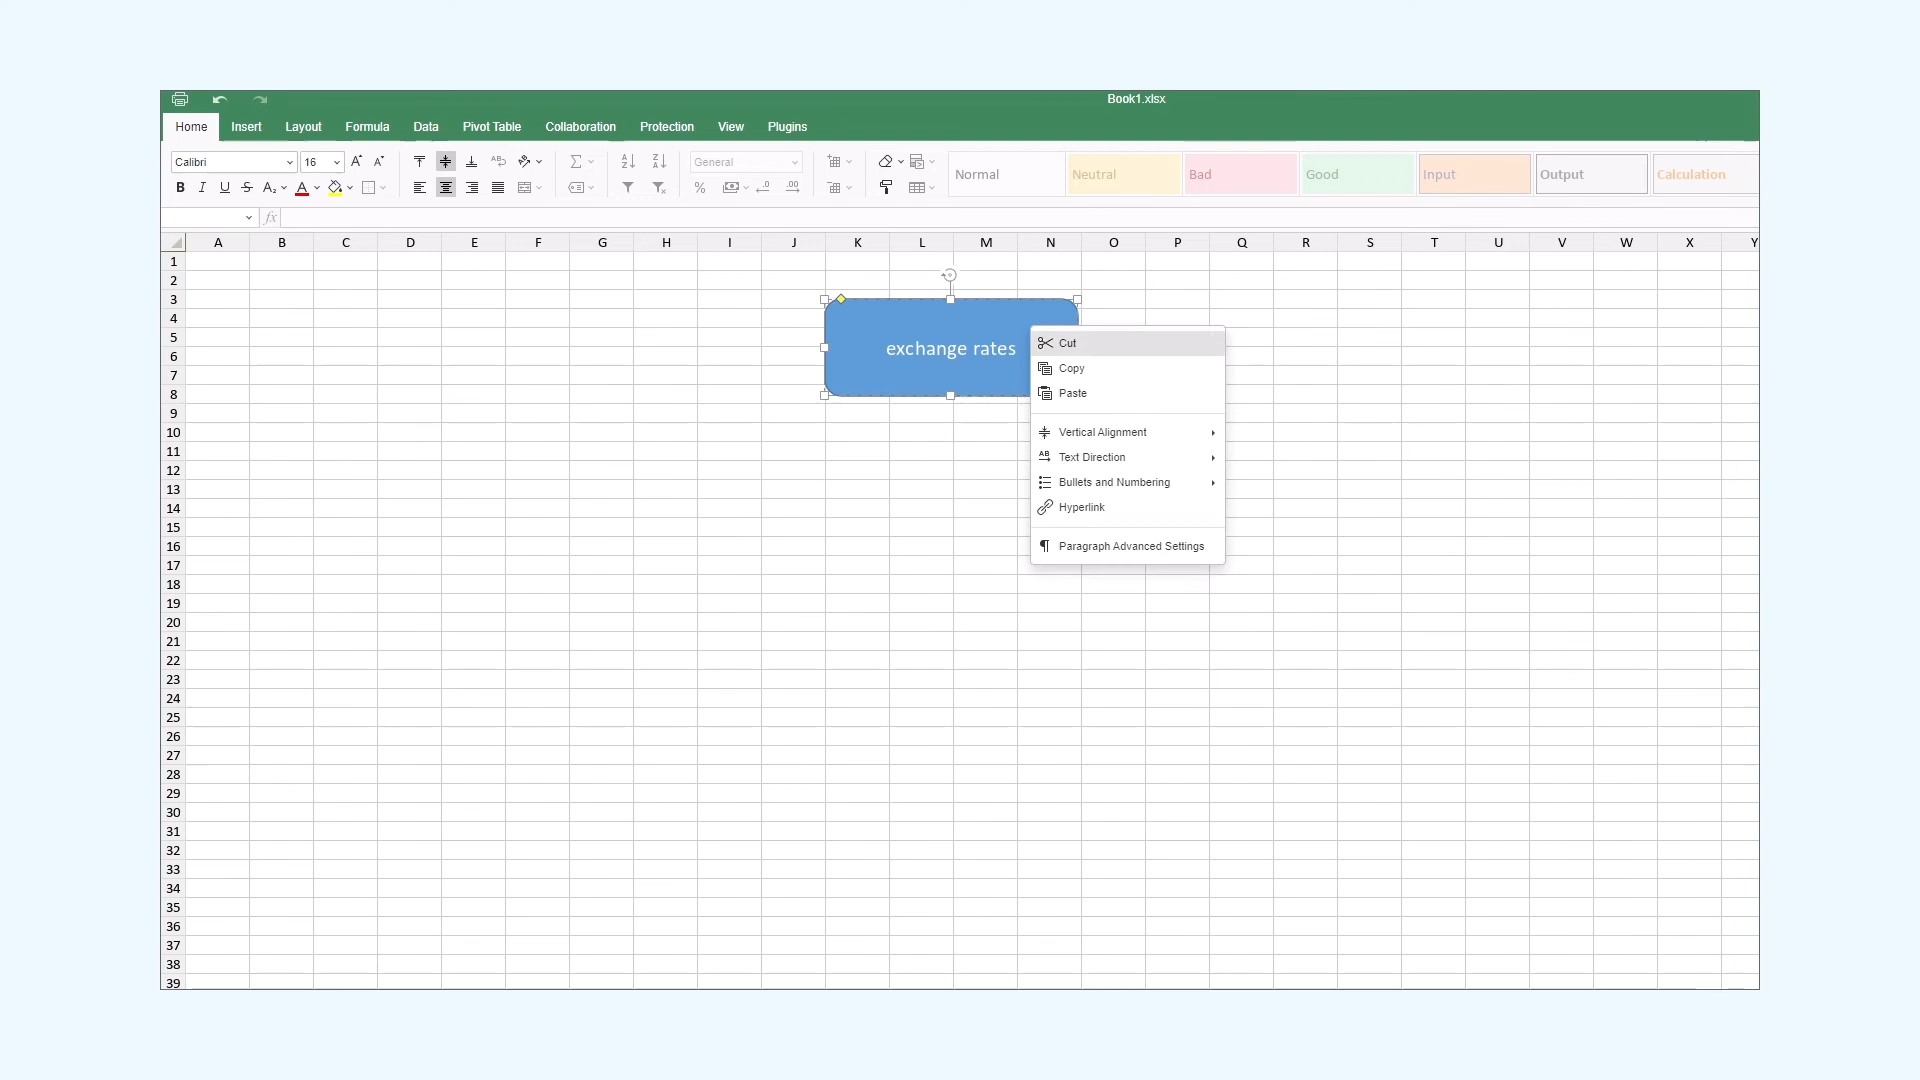 Book1.xlsx
Home Insert Layout Formula Data Pivot Table Collaboration Protection View Plugins
Calibri 16 General
Normal Neutral Bad Good Input Output Calculation
fx
A B C D E F G H I J K L M N O P Q R S T U V W X Y
1
2
3
4
5
6
7
8
9
10
11
12
13
14
15
16
17
18
19
20
21
22
23
24
25
26
27
28
29
30
31
32
33
34
35
36
37
38
39
exchange rates
Cut
Copy
Paste
Vertical Alignment
Text Direction
Bullets and Numbering
Hyperlink
Paragraph Advanced Settings